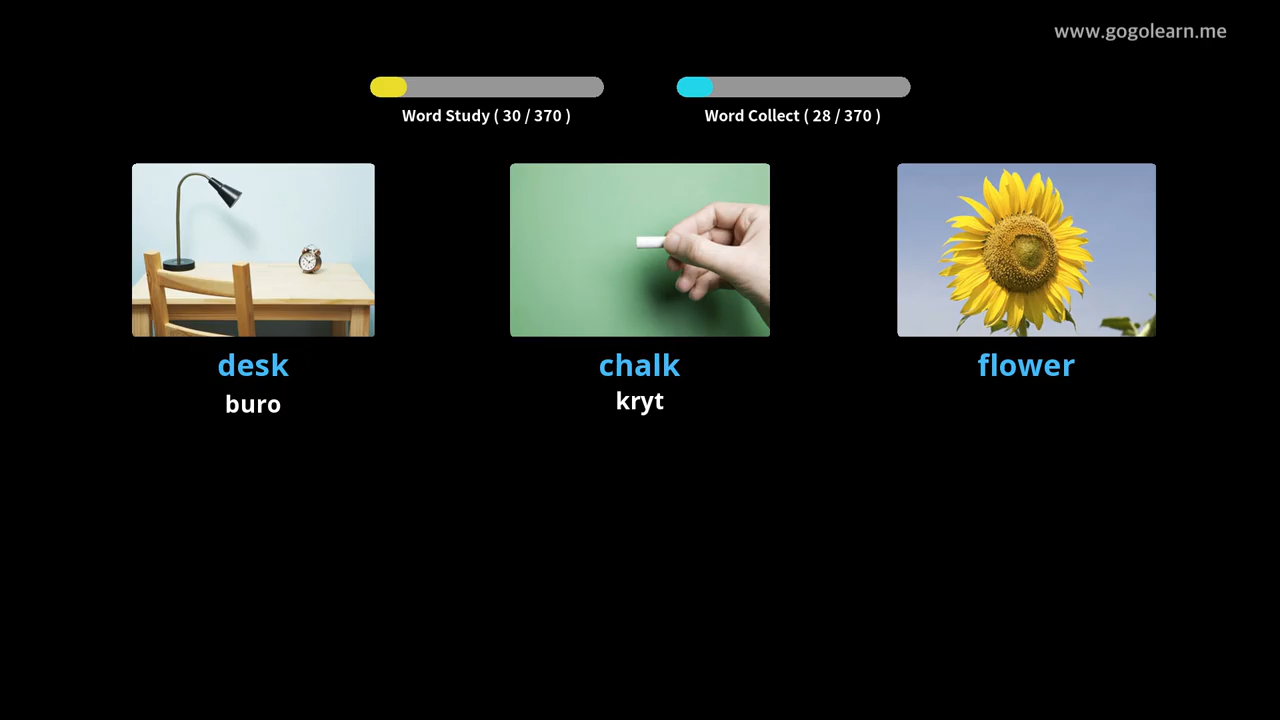 www.gogolearn.me
Word Study ( 30 / 370 )
Word Collect ( 28 / 370 )
desk
chalk
flower
buro
kryt